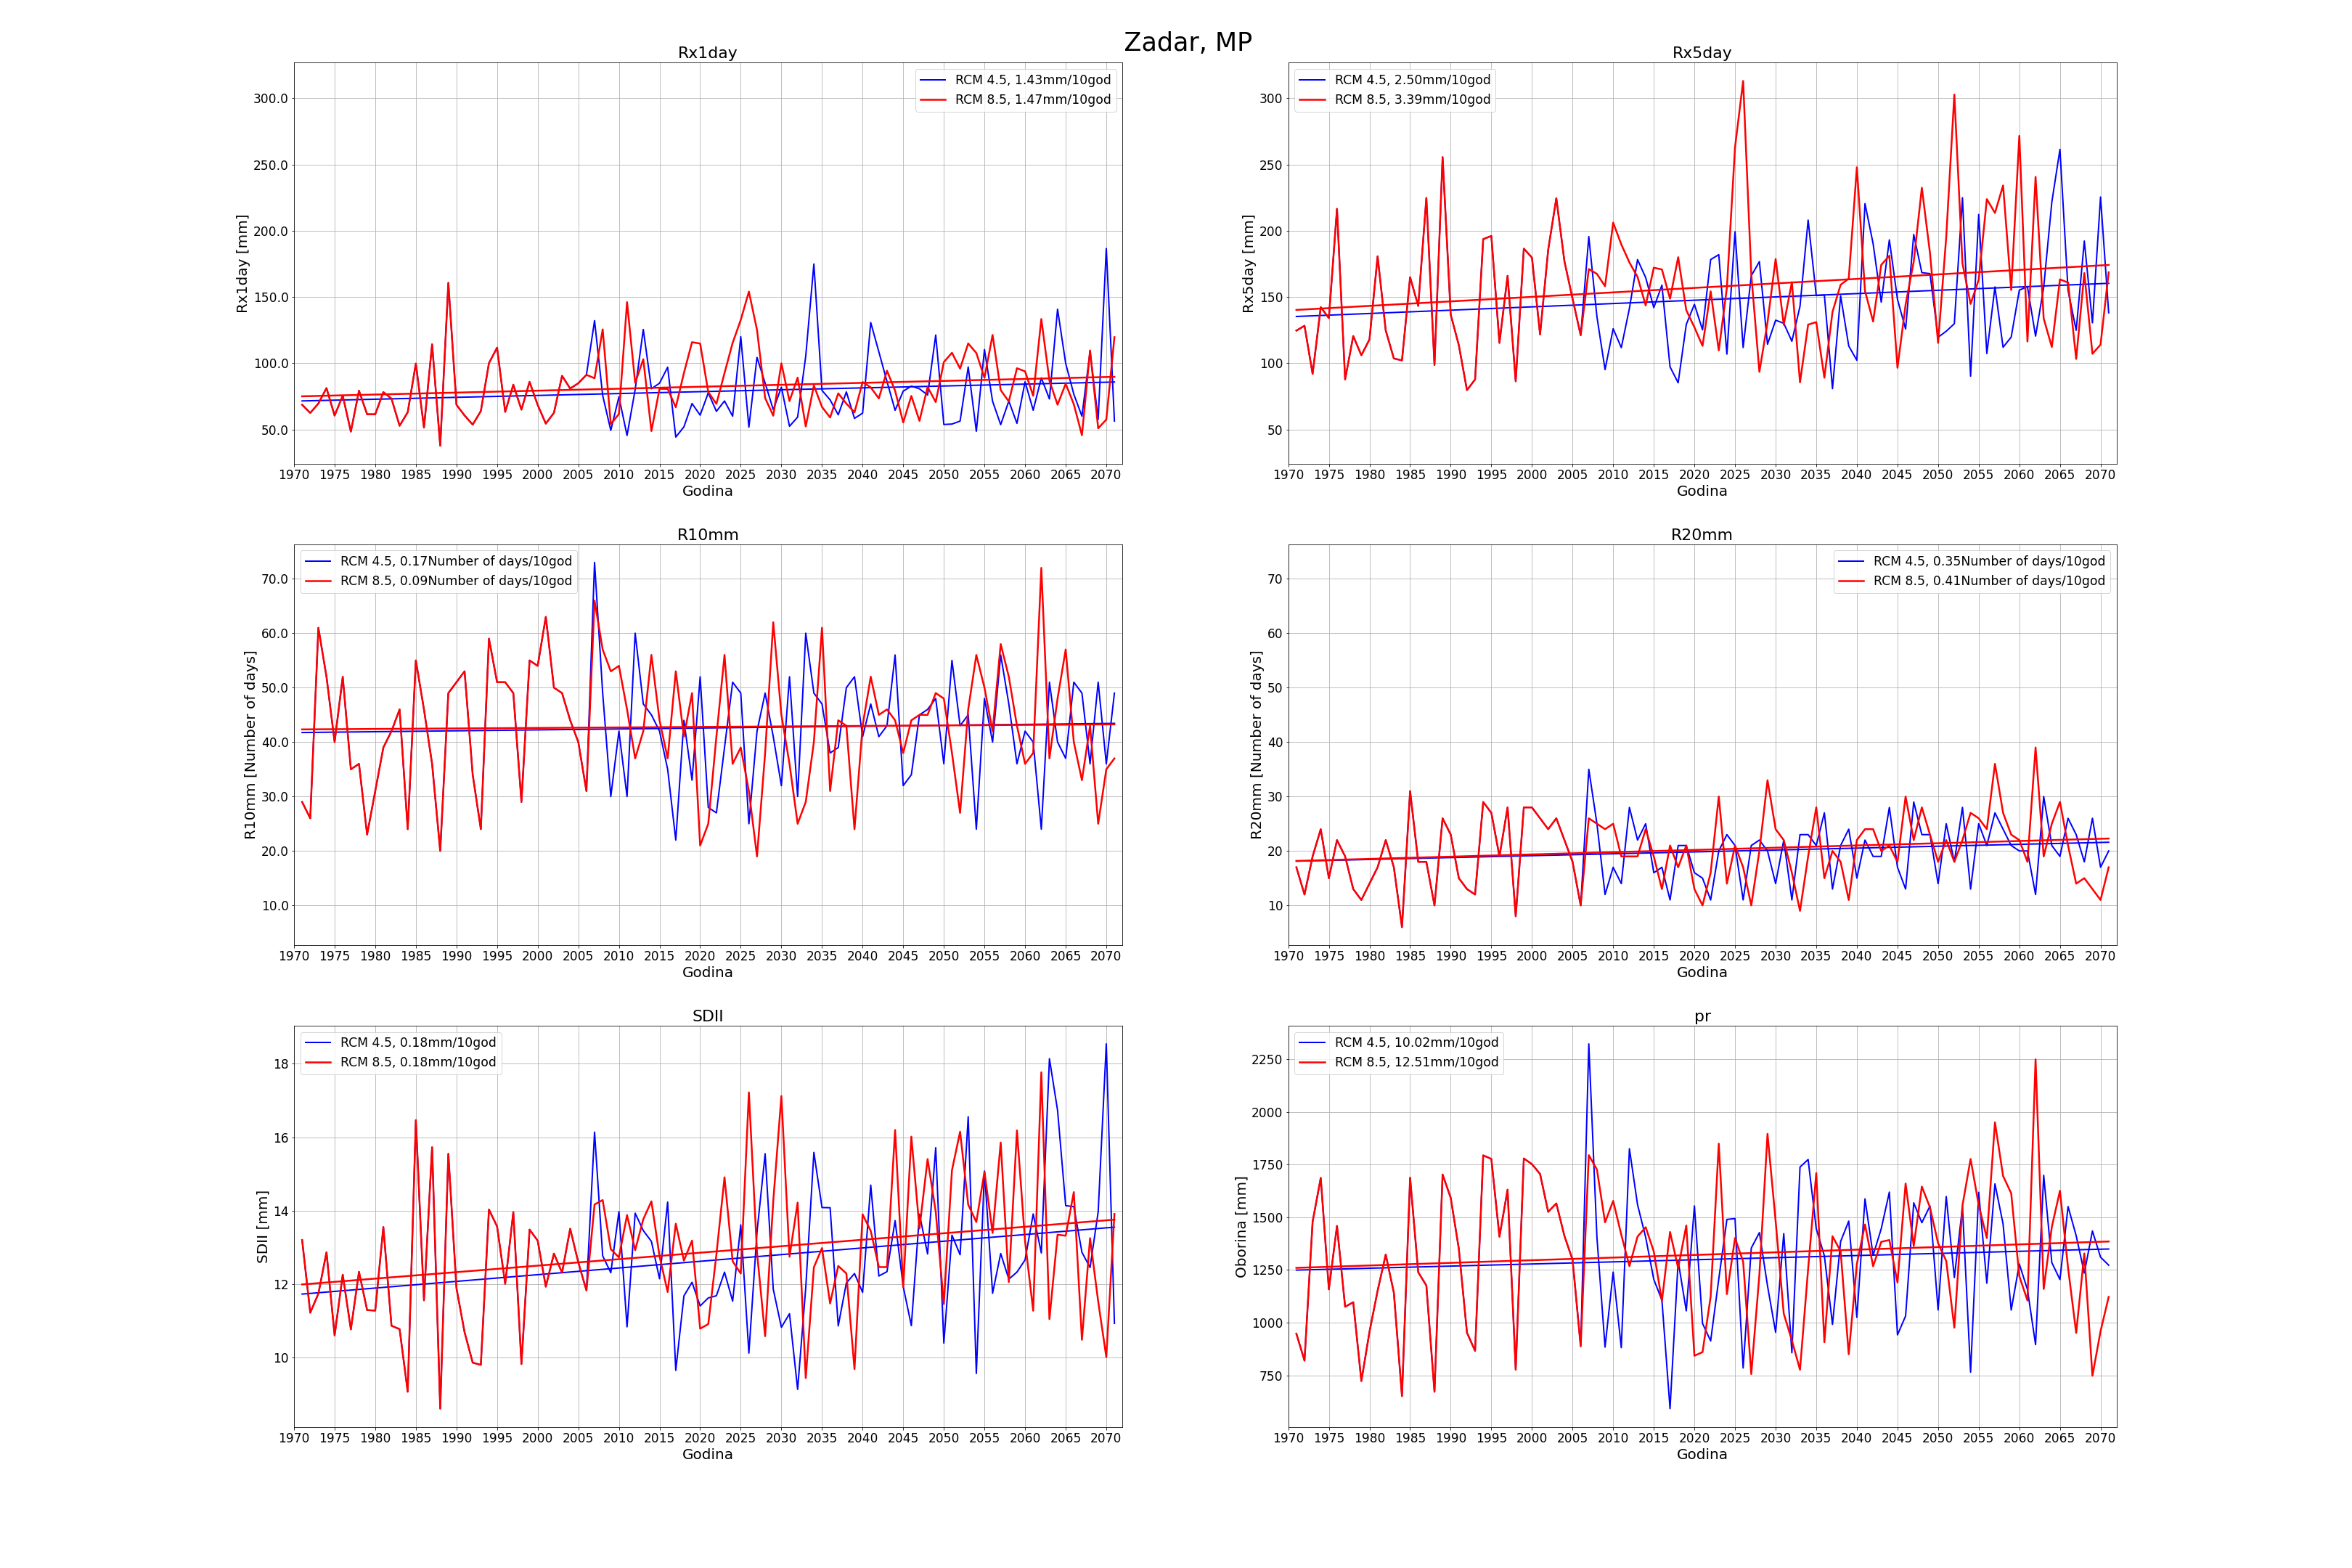 Zadar, MP
Rx1day
RCM 4.5, 1.43mm/10god
RCM 8.5, 1.47mm/10god
Rx1day [mm]
300.0
250.0
200.0
150.0
100.0
50.0
1970 1975 1980 1985 1990 1995 2000 2005 2010 2015 2020 2025 2030 2035 2040 2045 2050 2055 2060 2065 2070
Godina
Rx5day
RCM 4.5, 2.50mm/10god
RCM 8.5, 3.39mm/10god
Rx5day [mm]
300
250
200
150
100
50
1970 1975 1980 1985 1990 1995 2000 2005 2010 2015 2020 2025 2030 2035 2040 2045 2050 2055 2060 2065 2070
Godina
R10mm
RCM 4.5, 0.17Number of days/10god
RCM 8.5, 0.09Number of days/10god
R10mm [Number of days]
70.0
60.0
50.0
40.0
30.0
20.0
10.0
1970 1975 1980 1985 1990 1995 2000 2005 2010 2015 2020 2025 2030 2035 2040 2045 2050 2055 2060 2065 2070
Godina
R20mm
RCM 4.5, 0.35Number of days/10god
RCM 8.5, 0.41Number of days/10god
R20mm [Number of days]
70
60
50
40
30
20
10
1970 1975 1980 1985 1990 1995 2000 2005 2010 2015 2020 2025 2030 2035 2040 2045 2050 2055 2060 2065 2070
Godina
SDII
RCM 4.5, 0.18mm/10god
RCM 8.5, 0.18mm/10god
SDII [mm]
18
16
14
12
10
1970 1975 1980 1985 1990 1995 2000 2005 2010 2015 2020 2025 2030 2035 2040 2045 2050 2055 2060 2065 2070
Godina
pr
RCM 4.5, 10.02mm/10god
RCM 8.5, 12.51mm/10god
Oborina [mm]
2250
2000
1750
1500
1250
1000
750
1970 1975 1980 1985 1990 1995 2000 2005 2010 2015 2020 2025 2030 2035 2040 2045 2050 2055 2060 2065 2070
Godina